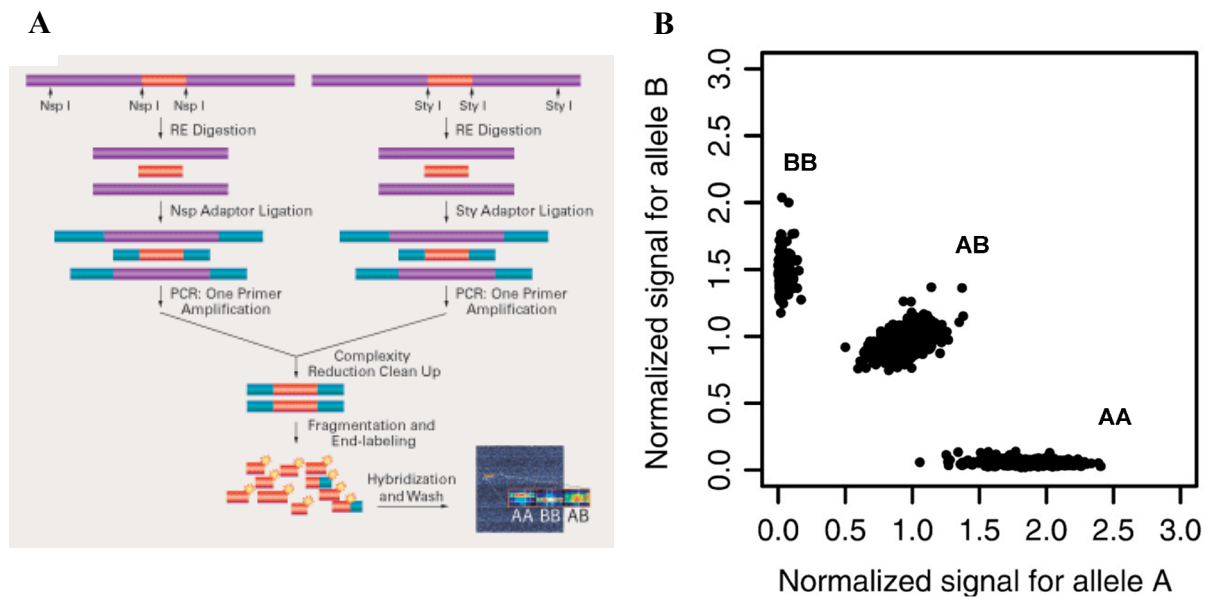 A
Nsp I
Nsp I
Nsp I
Sty I
Sty I
Sty I
RE Digestion
RE Digestion
Nsp Adaptor Ligation
Sty Adaptor Ligation
PCR: One Primer
Amplification
PCR: One Primer
Amplification
Complexity
Reduction Clean Up
Fragmentation and
End-labeling
Hybridization
and Wash
AA
BB
AB
B
Normalized signal for allele B
3.0
2.5
2.0
1.5
1.0
0.5
0.0
BB
AB
AA
0.0
0.5
1.0
1.5
2.0
2.5
3.0
Normalized signal for allele A